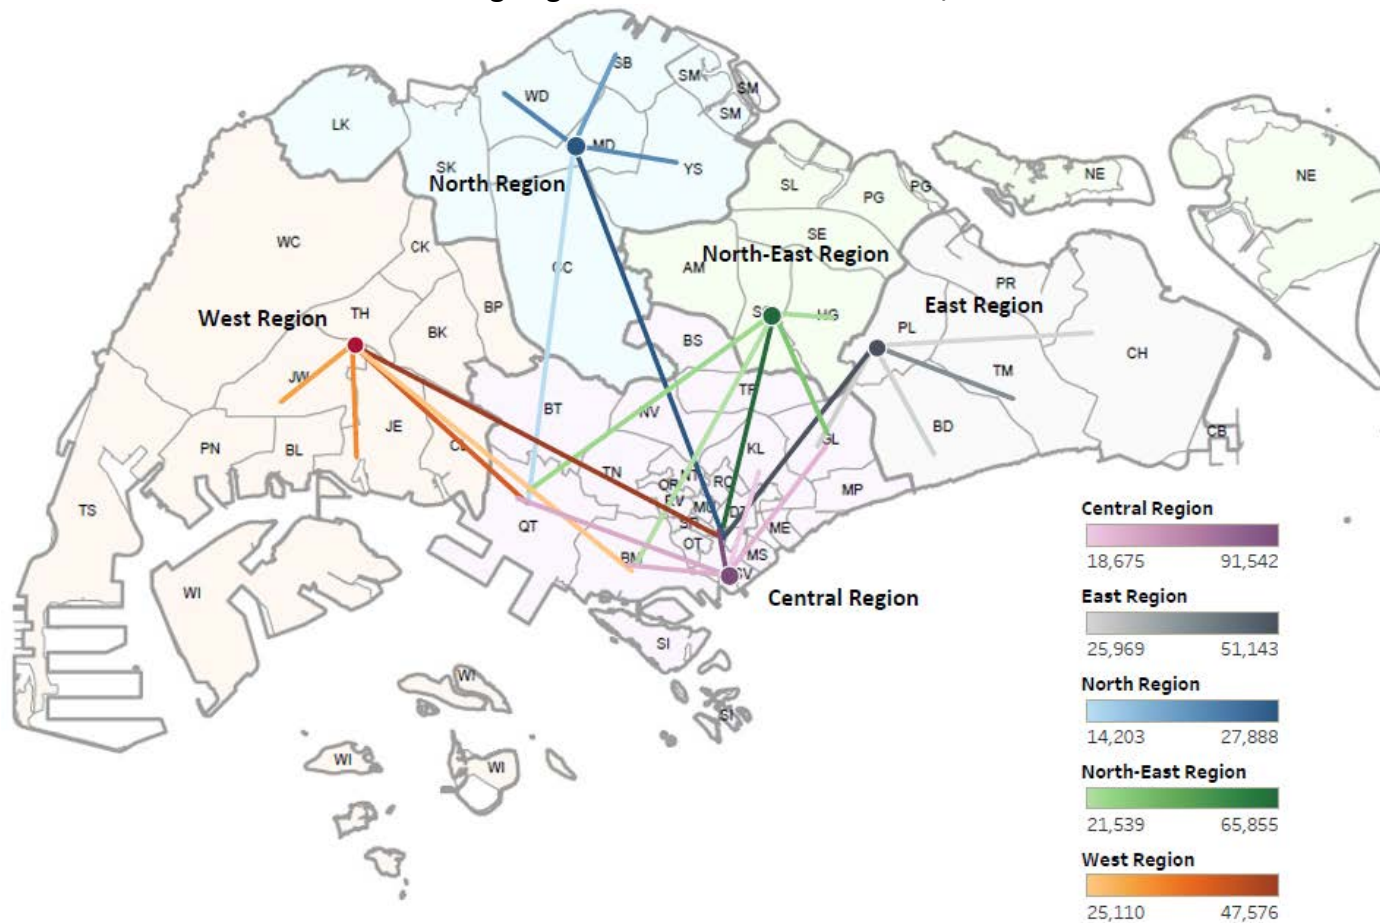 SB
SM
SM
WD
SM
LK
MD
SK
YS
North Region
SL
PG
PG
NE
NE
WC
CK
SE
North-East Region
AM
PR
BP
TH
East Region
West Region
BK
PL
HG
BS
CH
JW
TM
BT
NV
JE
BD
CB
PN
BL
KL
TN
RC
MP
TS
QT
ME
OT
BM
MS
WI
Central Region
SI
WI
SI
WI
WI
Central Region
18,675 91,542
East Region
25,969 51,143
North Region
14,203 27,888
North-East Region
21,539 65,855
West Region
25,110 47,576